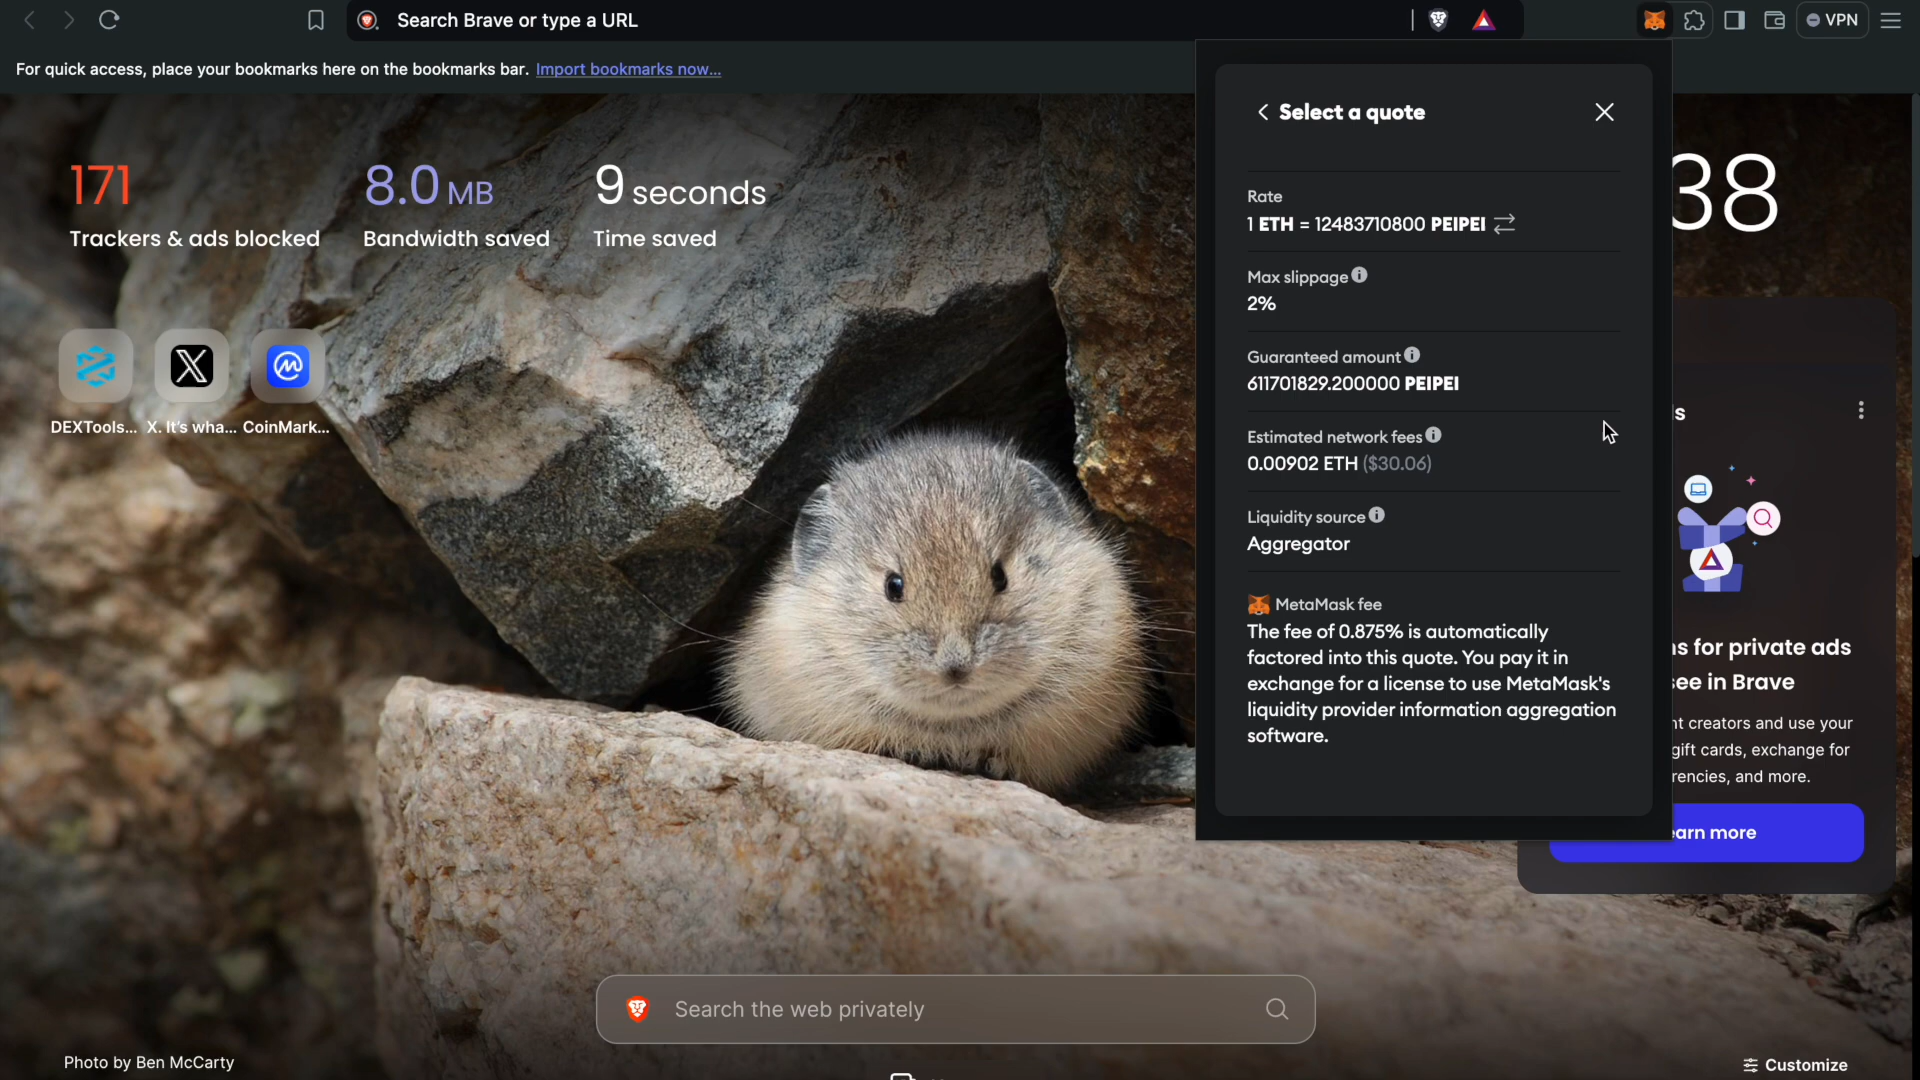 Search Brave or type a URL
VPN
For quick access, place your bookmarks here on the bookmarks bar. Import bookmarks now...
171
Trackers & ads blocked
8.0 MB
Bandwidth saved
9 seconds
Time saved
38
DEXTools...
X. It's wha...
CoinMark...
Select a quote
Rate
1 ETH = 12483710800 PEIPEI
Max slippage
2%
Guaranteed amount
611701829.200000 PEIPEI
Estimated network fees
0.00902 ETH ($30.06)
Liquidity source
Aggregator
MetaMask fee
The fee of 0.875% is automatically
factored into this quote. You pay it in
exchange for a license to use MetaMask's
liquidity provider information aggregation
software.
for private ads
see in Brave
creators and use your
gift cards, exchange for
and more.
more
Search the web privately
Photo by Ben McCarty
Customize